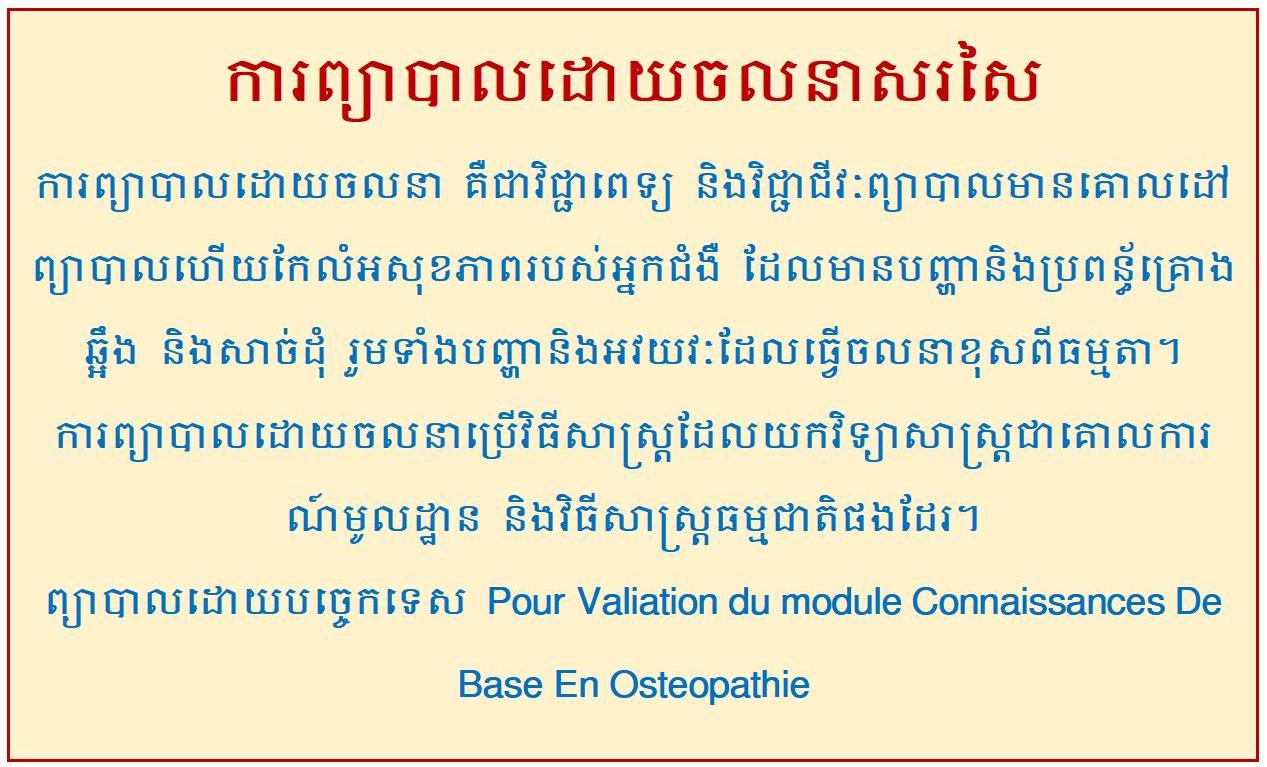 ការព្យាបាលដោយចលនាសរសៃ
ការព្យាបាលដោយចលនា គឺជាវិជ្ជាពេទ្យ និងវិជ្ជាជីវៈព្យាបាលមានគោលដៅ
ព្យាបាលហើយកែលំអសុខភាពរបស់អ្នកជំងឺ ដែលមានបញ្ហានិងប្រពន្ធ័គ្រោង
ឆ្អឹង និងសាច់ដុំ រួមទាំងបញ្ហានិងអវយវៈដែលធ្វើចលនាខុសពីធម្មតា។
ការព្យាបាលដោយចលនាប្រើវិធីសាស្ត្រដែលយកវិទ្យាសាស្ត្រជាគោលការ
ណ៍មូលដ្ឋាន និងវិធីសាស្ត្រធម្មជាតិផងដែរ។
ព្យាបាលដោយបច្ចេកទេស Pour Valiation du module Connaissances De
Base En Osteopathie